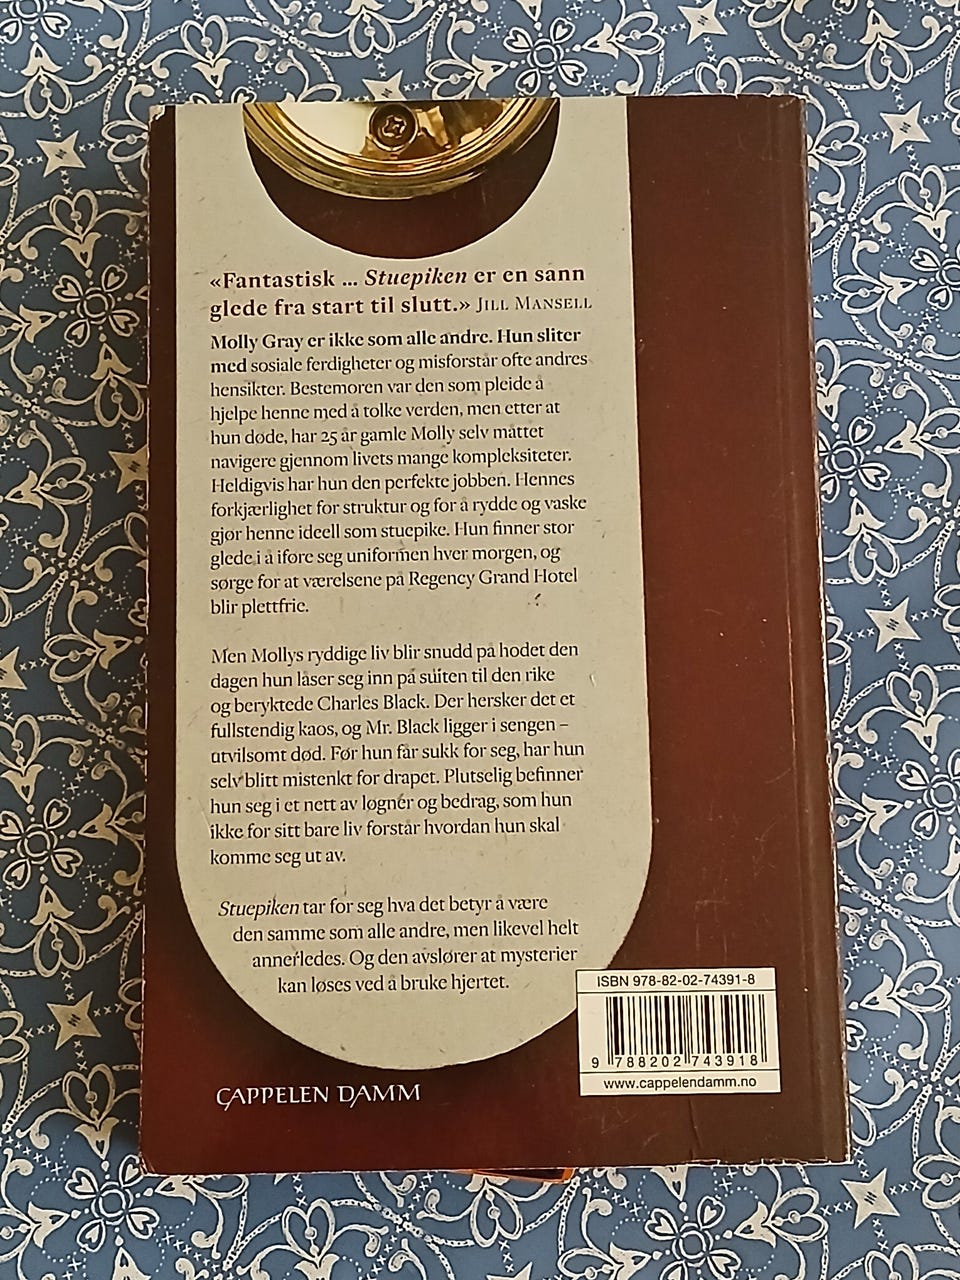 «Fantastisk ... Stuepiken er en sann
glede fra start til slutt.» JILL MANSELL
Molly Gray er ikke som alle andre. Hun sliter
med sosiale ferdigheter og misforstår ofte andres
hensikter. Bestemoren var den som pleide å
hjelpe henne med å tolke verden, men etter at
hun døde, har 25 år gamle Molly selv måttet
navigere gjennom livets mange kompleksiteter.
Heldigvis har hun den perfekte jobben. Hennes
forkjærlighet for struktur og for å rydde og vaske
gjør henne ideell som stuepike. Hun finner stor
glede i å iføre seg uniformen hver morgen, og
sørge for at værelsene på Regency Grand Hotel
blir plettfrie.
Men Mollys ryddige liv blir snudd på hodet den
dagen hun låser seg inn på suiten til den rike
og beryktede Charles Black. Der hersker det et
fullstendig kaos, og Mr. Black ligger i sengen –
utvilsomt død. Før hun får sukk for seg, har hun
selv blitt mistenkt for drapet. Plutselig befinner
hun seg i et nett av løgner og bedrag, som hun
ikke for sitt bare liv forstår hvordan hun skal
komme seg ut av.
Stuepiken tar for seg hva det betyr å være
den samme som alle andre, men likevel helt
annerledes. Og den avslører at mysterier
kan løses ved å bruke hjertet.
ISBN 978-82-02-74391-8
9 788202 743918
www.cappelendamm.no
CAPPELEN DAMM